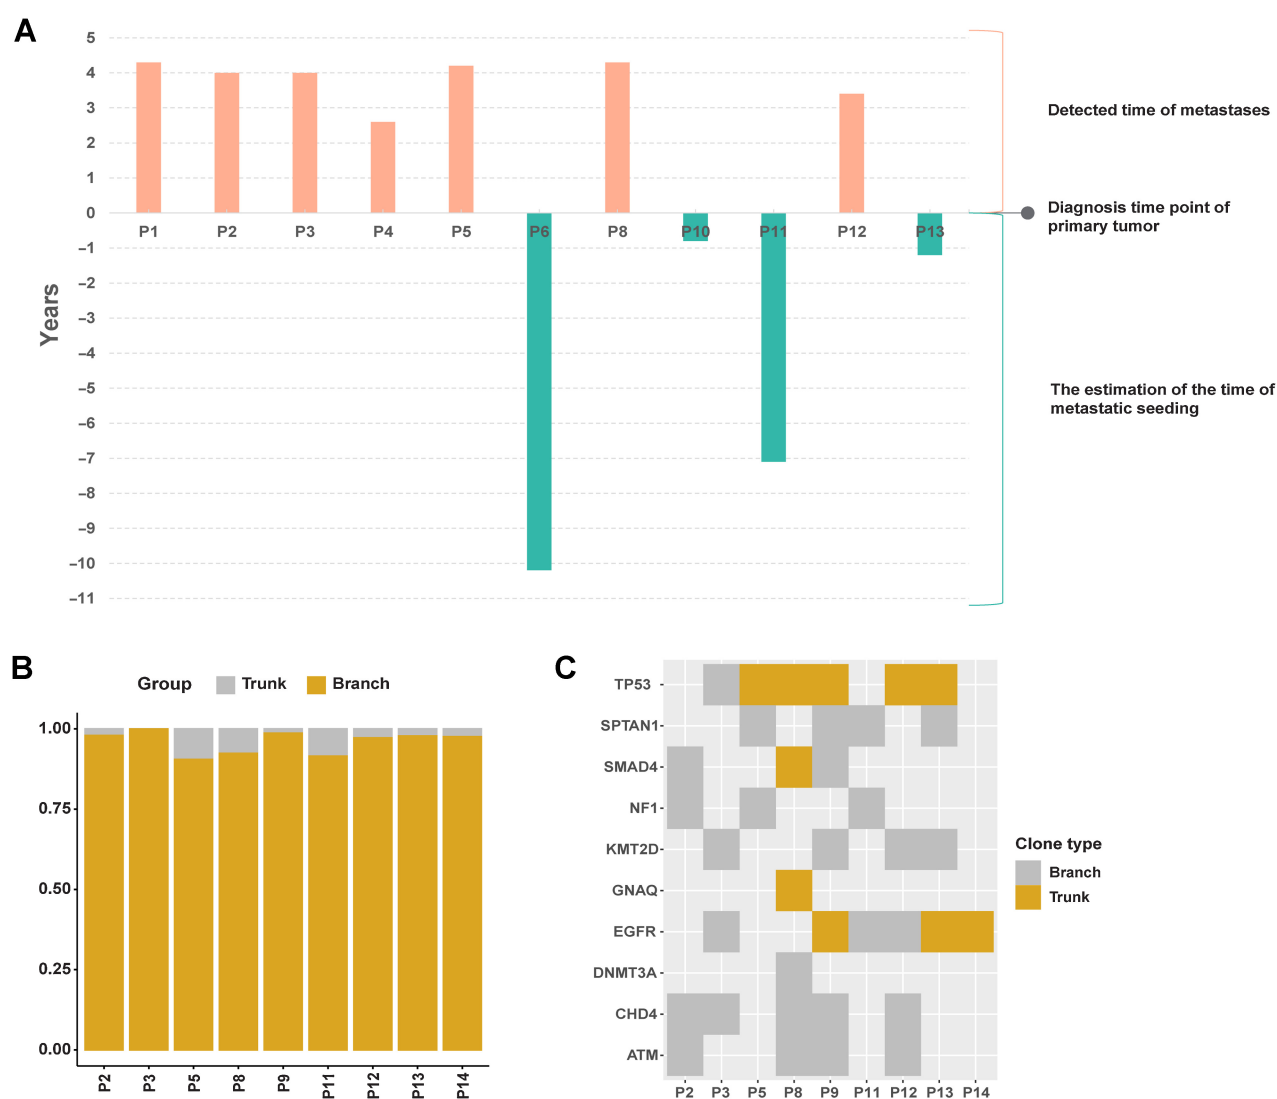 A
5
4
3
2
1
0
−1
−2
−3
−4
−5
−6
−7
−8
−9
−10
−11
Years
P1 P2 P3 P4 P5 P6 P8 P10 P11 P12 P13
Detected time of metastases
Diagnosis time point of
primary tumor
The estimation of the time of
metastatic seeding
B
Group Trunk Branch
1.00
0.75
0.50
0.25
0.00
P2 P3 P5 P8 P9 P11 P12 P13 P14
C
TP53
SPTAN1
SMAD4
NF1
KMT2D
GNAQ
EGFR
DNMT3A
CHD4
ATM
P2 P3 P5 P8 P9 P11 P12 P13 P14
Clone type
Branch
Trunk